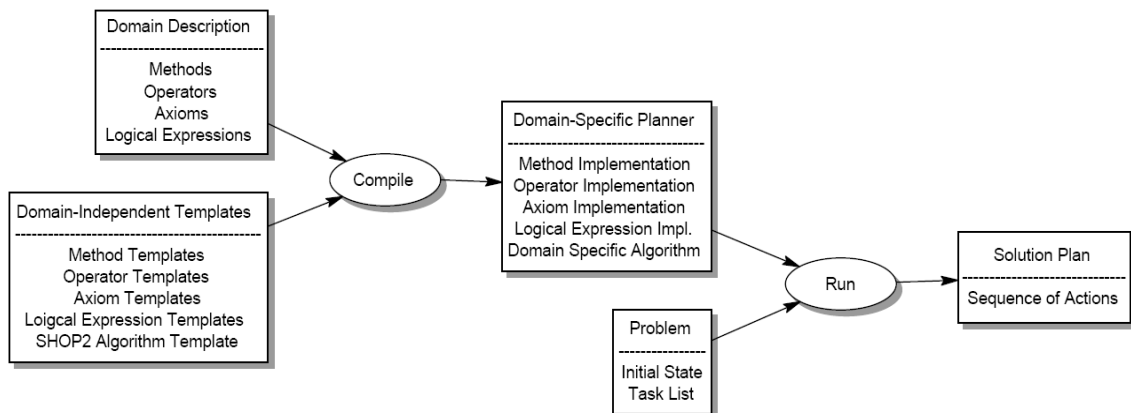 Domain Description
Methods
Operators
Axioms
Logical Expressions
Domain-Independent Templates
Method Templates
Operator Templates
Axiom Templates
Loigcal Expression Templates
SHOP2 Algorithm Template
Compile
Domain-Specific Planner
Method Implementation
Operator Implementation
Axiom Implementation
Logical Expression Impl.
Domain Specific Algorithm
Problem
Initial State
Task List
Run
Solution Plan
Sequence of Actions